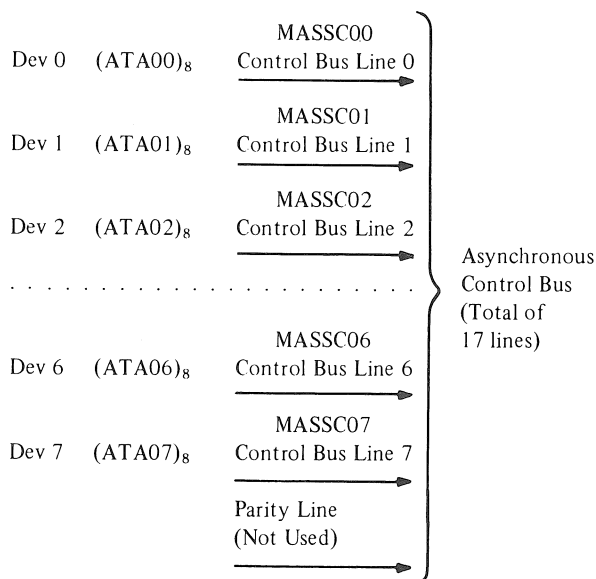 MASSC00
Dev 0 (ATA00)₈ Control Bus Line 0
MASSC01
Dev 1 (ATA01)₈ Control Bus Line 1
MASSC02
Dev 2 (ATA02)₈ Control Bus Line 2
. . . . . . . . . . . . . . . . . . .
MASSC06
Dev 6 (ATA06)₈ Control Bus Line 6
MASSC07
Dev 7 (ATA07)₈ Control Bus Line 7
Parity Line
(Not Used)
Asynchronous
Control Bus
(Total of
17 lines)